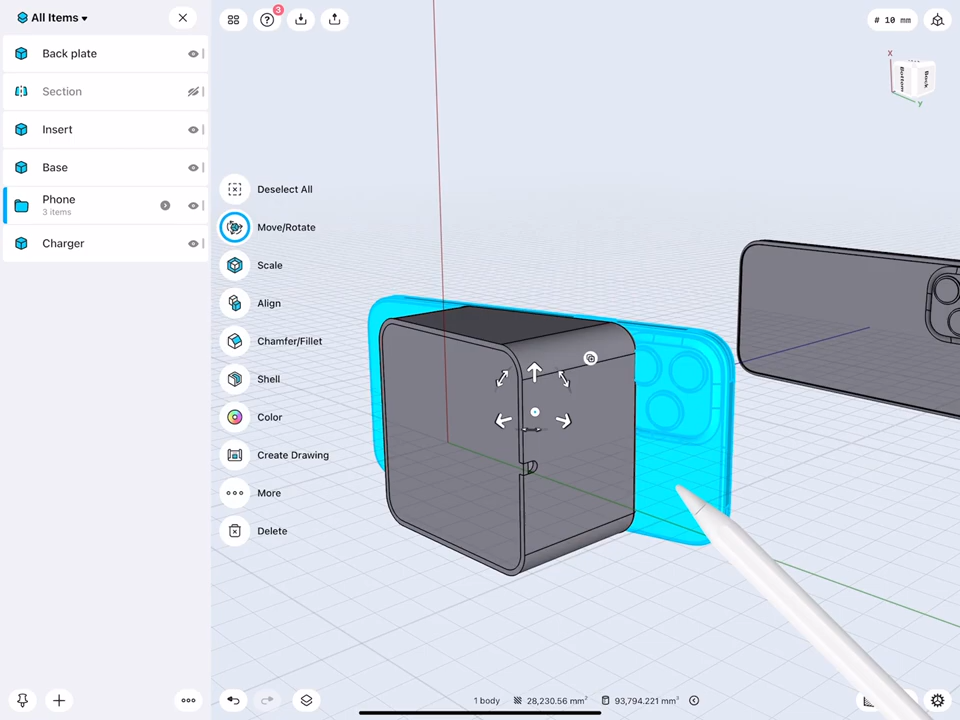 All Items
Back plate
Section
Insert
Base
Phone
3 items
Charger
3
# 10 mm
X
Bottom
Back
Y
Deselect All
Move/Rotate
Scale
Align
Chamfer/Fillet
Shell
Color
Create Drawing
More
Delete
1 body
28,230.56 mm²
93,794.221 mm³